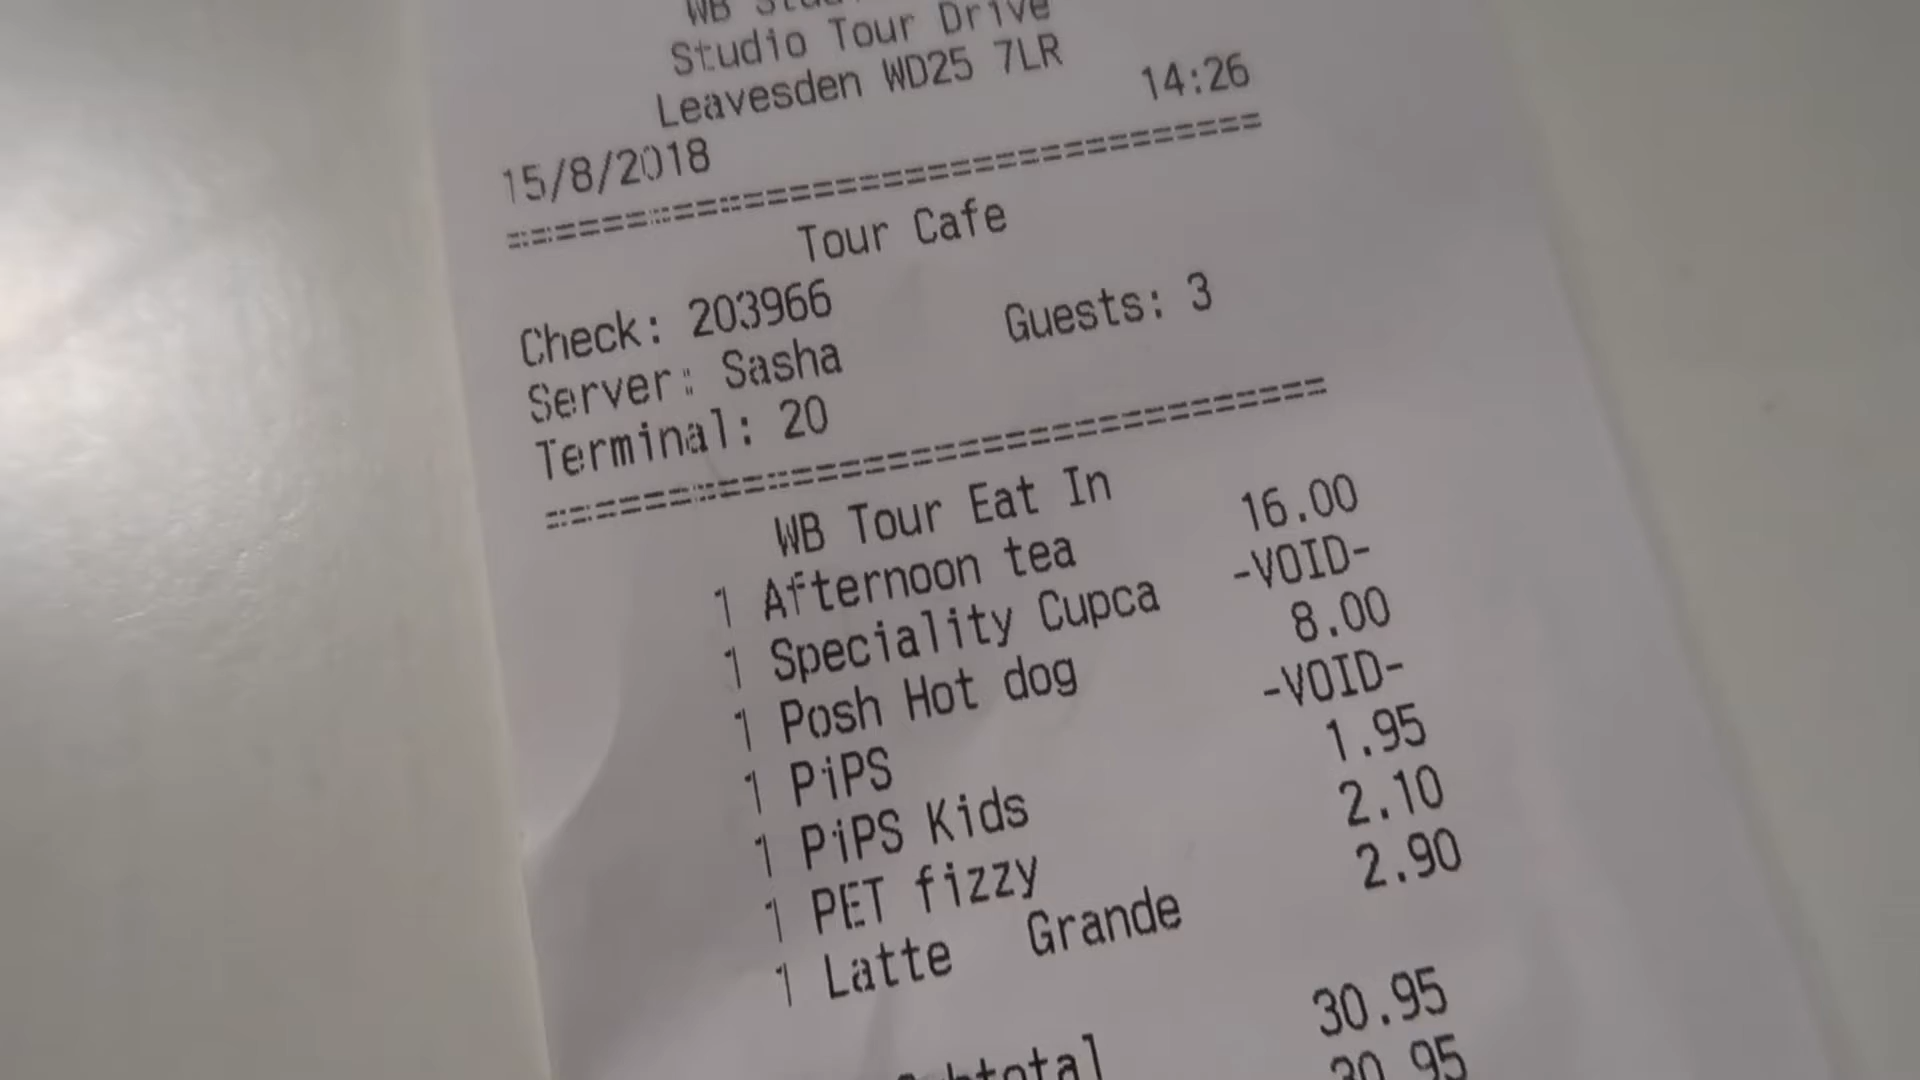 WB
Studio Tour Drive
Leavesden WD25 7LR
15/8/2018 14:26
===================================
Tour Cafe
Check: 203966 Guests: 3
Server: Sasha
Terminal: 20
===================================
WB Tour Eat In
1 Afternoon tea 16.00
1 Speciality Cupca -VOID-
1 Posh Hot dog 8.00
1 PiPS -VOID-
1 PiPS Kids 1.95
1 PET fizzy 2.10
1 Latte Grande 2.90
Subtotal 30.95
30.95